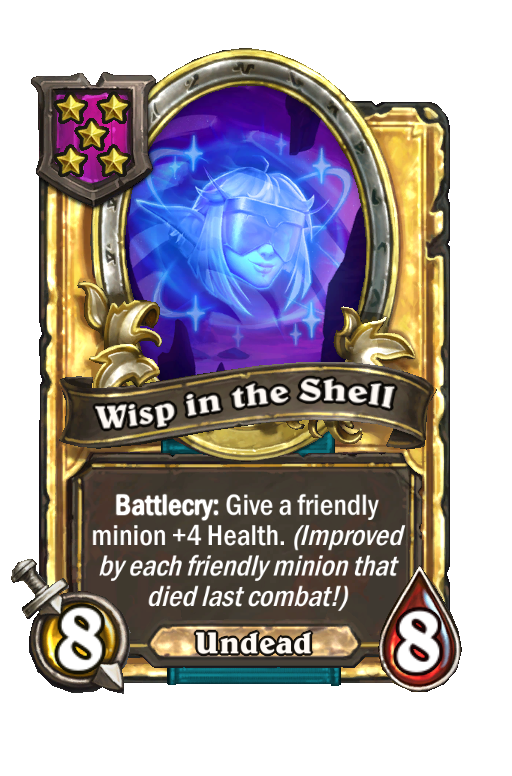 Wisp in the Shell
Battlecry: Give a friendly
minion +4 Health. (Improved
by each friendly minion that
died last combat!)
8
Undead
8